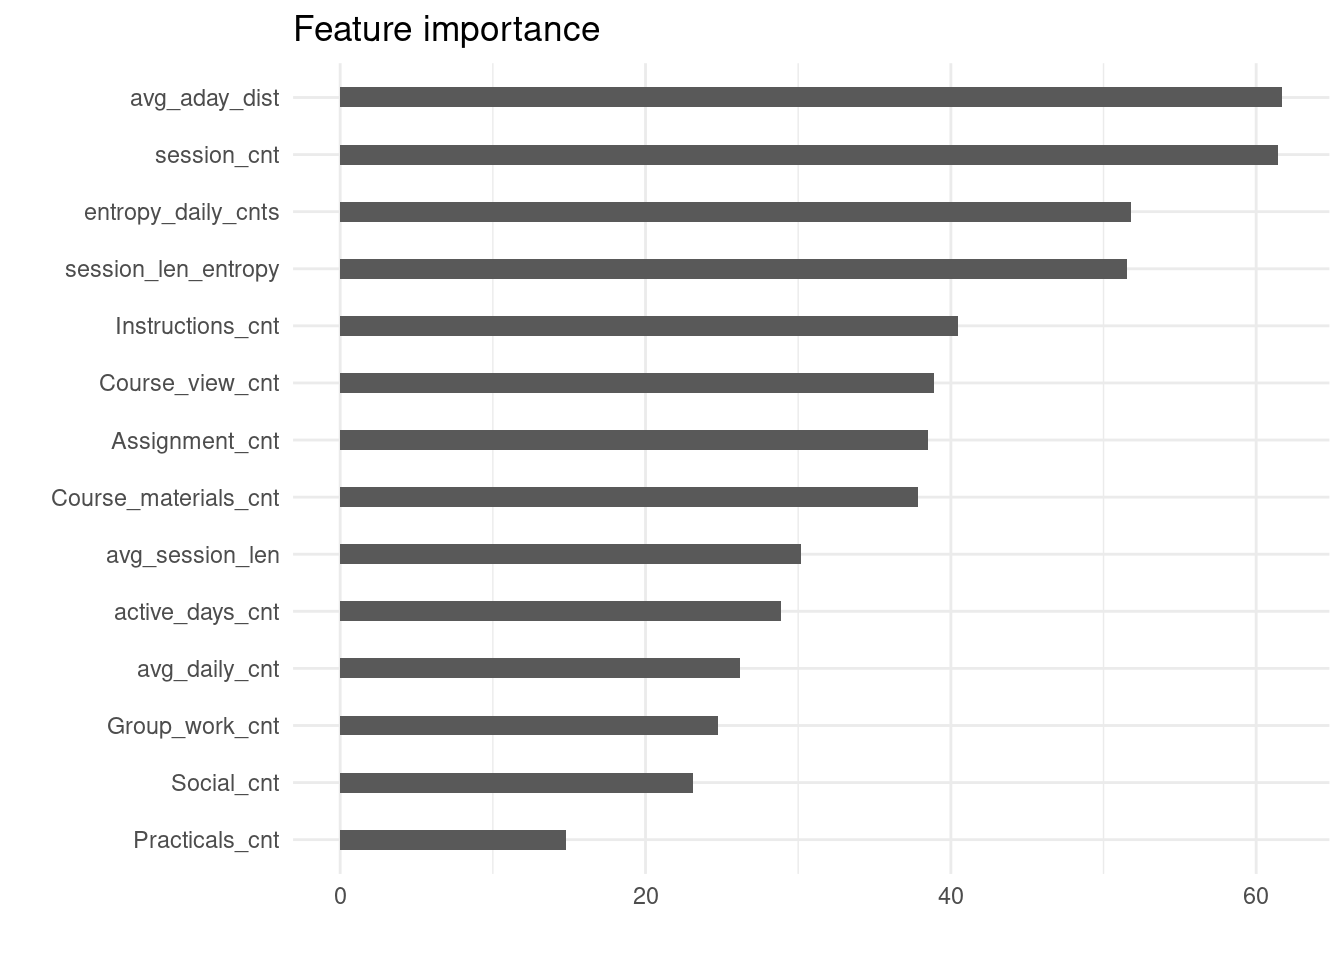 Feature importance
avg_aday_dist
session_cnt
entropy_daily_cnts
session_len_entropy
Instructions_cnt
Course_view_cnt
Assignment_cnt
Course_materials_cnt
avg_session_len
active_days_cnt
avg_daily_cnt
Group_work_cnt
Social_cnt
Practicals_cnt
0 20 40 60